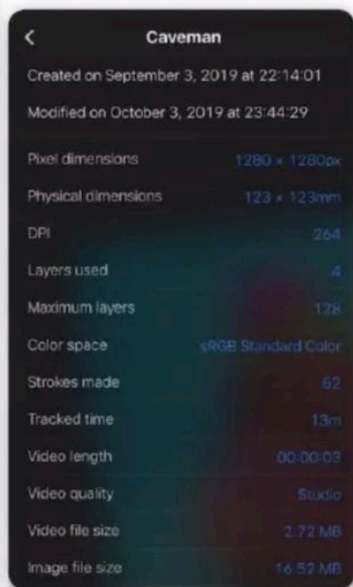 Caveman
Created on September 3, 2019 at 22:14:01
Modified on October 3, 2019 at 23:44:29
Pixel dimensions 1280 × 1280px
Physical dimensions 123 × 123mm
DPI 264
Layers used 4
Maximum layers 128
Color space sRGB Standard Color
Strokes made 62
Tracked time 13m
Video length 00:00:03
Video quality Studio
Video file size 2.72 MB
Image file size 16.52 MB